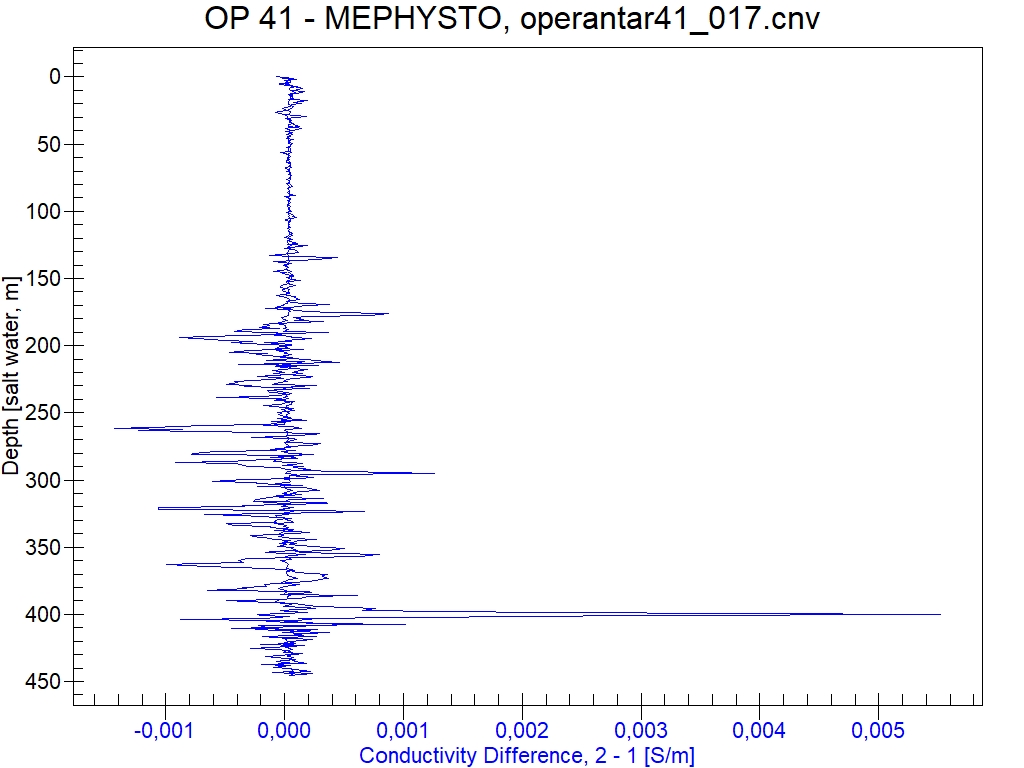 OP 41 - MEPHYSTO, operantar41_017.cnv
Depth [salt water, m]
0
50
100
150
200
250
300
350
400
450
-0,001 0,000 0,001 0,002 0,003 0,004 0,005
Conductivity Difference, 2 - 1 [S/m]